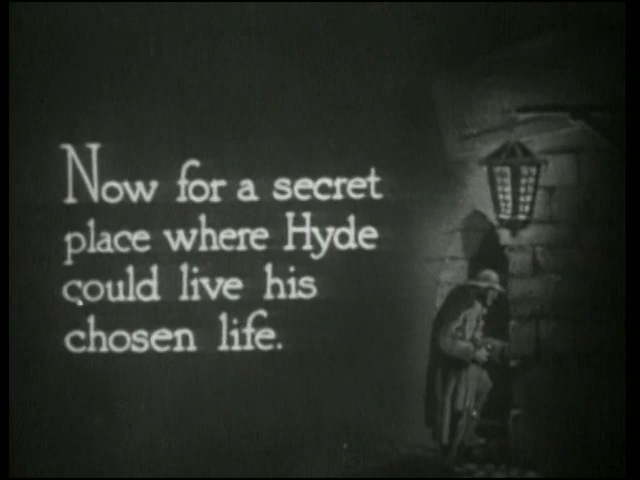 Now for a secret
place where Hyde
could live his
chosen life.